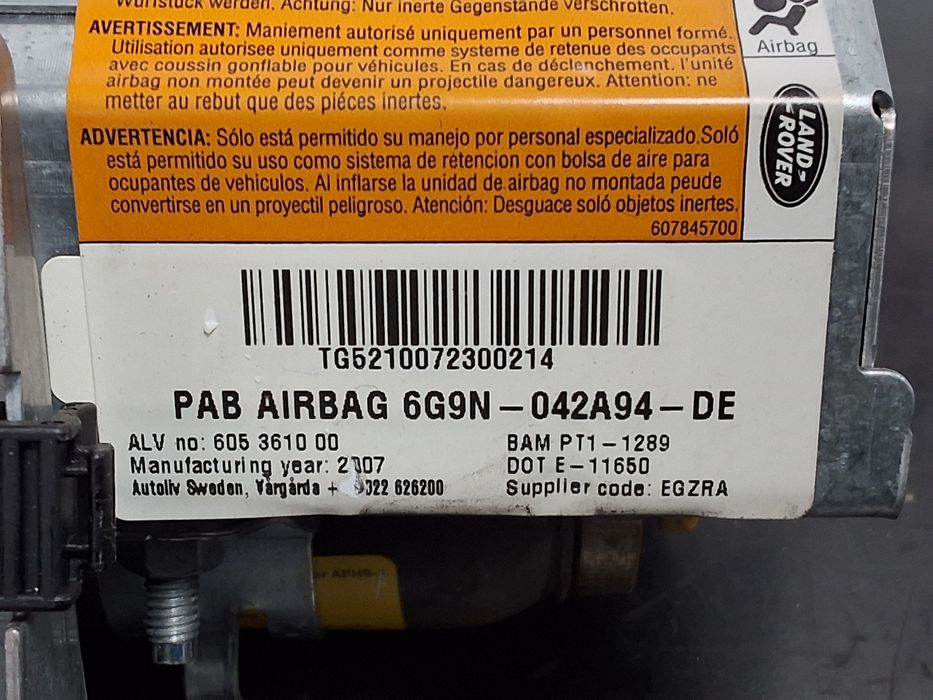 Wurfstück werden. Achtung: Nur inerte Gegenstände verschrotten.
AVERTISSEMENT: Maniement autorisé uniquement par un personnel formé.
Utilisation autorisee uniquement comme systeme de retenue des occupants
avec coussin gonflable pour véhicules. En cas de déclenchement. l'unité
airbag non montée peut devenir un projectile dangereux. Attention: ne
metter au rebut que des piéces inertes.
ADVERTENCIA: Sólo está permitido su manejo por personal especializado.Soló
está permitido su uso como sistema de retencion con bolsa de aire para
ocupantes de vehiculos. Al inflarse la unidad de airbag no montada peude
convertirse en un proyectil peligroso. Atención: Desguace soló objetos inertes.
607845700
Airbag
LAND-
ROVER
TG5210072300214
PAB AIRBAG 6G9N-042A94-DE
ALV no: 605 3610 00
Manufacturing year: 2007
Autoliv Sweden, Vårgårda + 022 626200
BAM PT1-1289
DOT E-11650
Supplier code: EGZRA